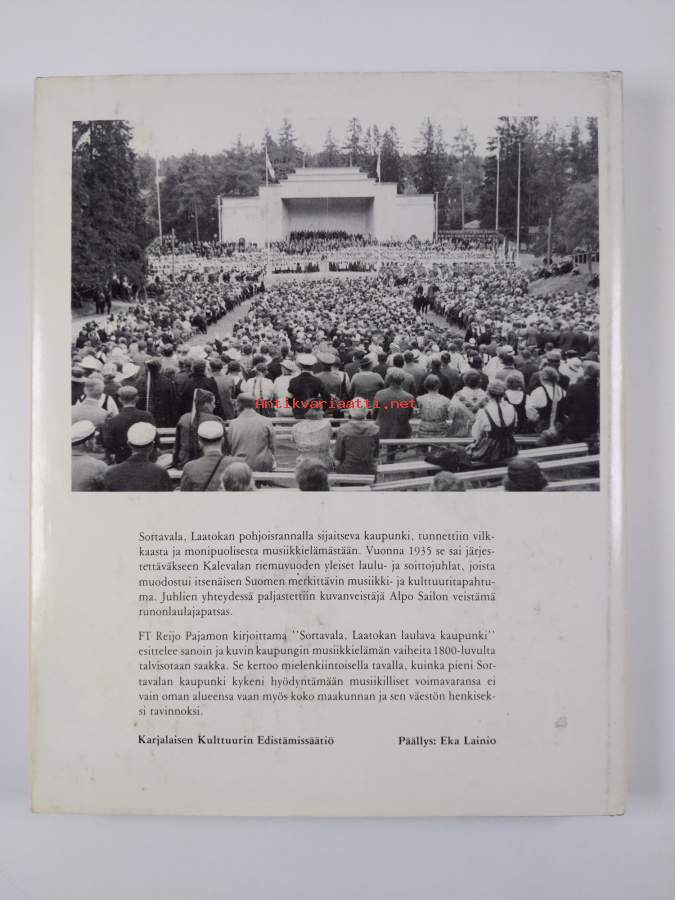 Antikvariaatti.net
Sortavala, Laatokan pohjoisrannalla sijaitseva kaupunki, tunnettiin vilk-
kaasta ja monipuolisesta musiikkielämästään. Vuonna 1935 se sai järjes-
tettäväkseen Kalevalan riemuvuoden yleiset laulu- ja soittojuhlat, joista
muodostui itsenäisen Suomen merkittävin musiikki- ja kulttuuritapahtu-
ma. Juhlien yhteydessä paljastettiin kuvanveistäjä Alpo Sailon veistämä
runonlaulajapatsas.
FT Reijo Pajamon kirjoittama ''Sortavala, Laatokan laulava kaupunki''
esittelee sanoin ja kuvin kaupungin musiikkielämän vaiheita 1800-luvulta
talvisotaan saakka. Se kertoo mielenkiintoisella tavalla, kuinka pieni Sor-
tavalan kaupunki kykeni hyödyntämään musiikilliset voimavaransa ei
vain oman alueensa vaan myös koko maakunnan ja sen väestön henkisek-
si ravinnoksi.
Karjalaisen Kulttuurin Edistämissäätiö Päällys: Eka Lainio